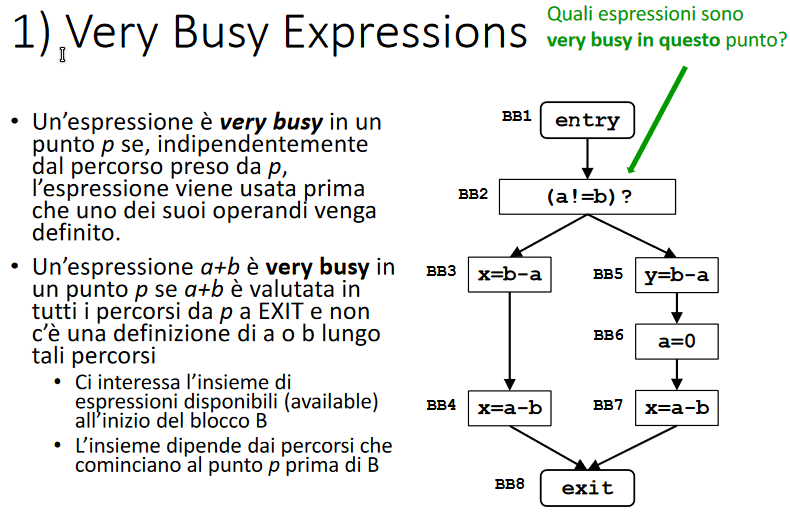 1) Very Busy Expressions
Quali espressioni sono
very busy in questo punto?
• Un'espressione è very busy in un
punto p se, indipendentemente
dal percorso preso da p,
l'espressione viene usata prima
che uno dei suoi operandi venga
definito.
• Un'espressione a+b è very busy in
un punto p se a+b è valutata in
tutti i percorsi da p a EXIT e non
c'è una definizione di a o b lungo
tali percorsi
• Ci interessa l'insieme di
espressioni disponibili (available)
all'inizio del blocco B
• L'insieme dipende dai percorsi che
cominciano al punto p prima di B
BB1 entry
BB2 (a!=b)?
BB3 x=b-a
BB5 y=b-a
BB6 a=0
BB4 x=a-b
BB7 x=a-b
BB8 exit